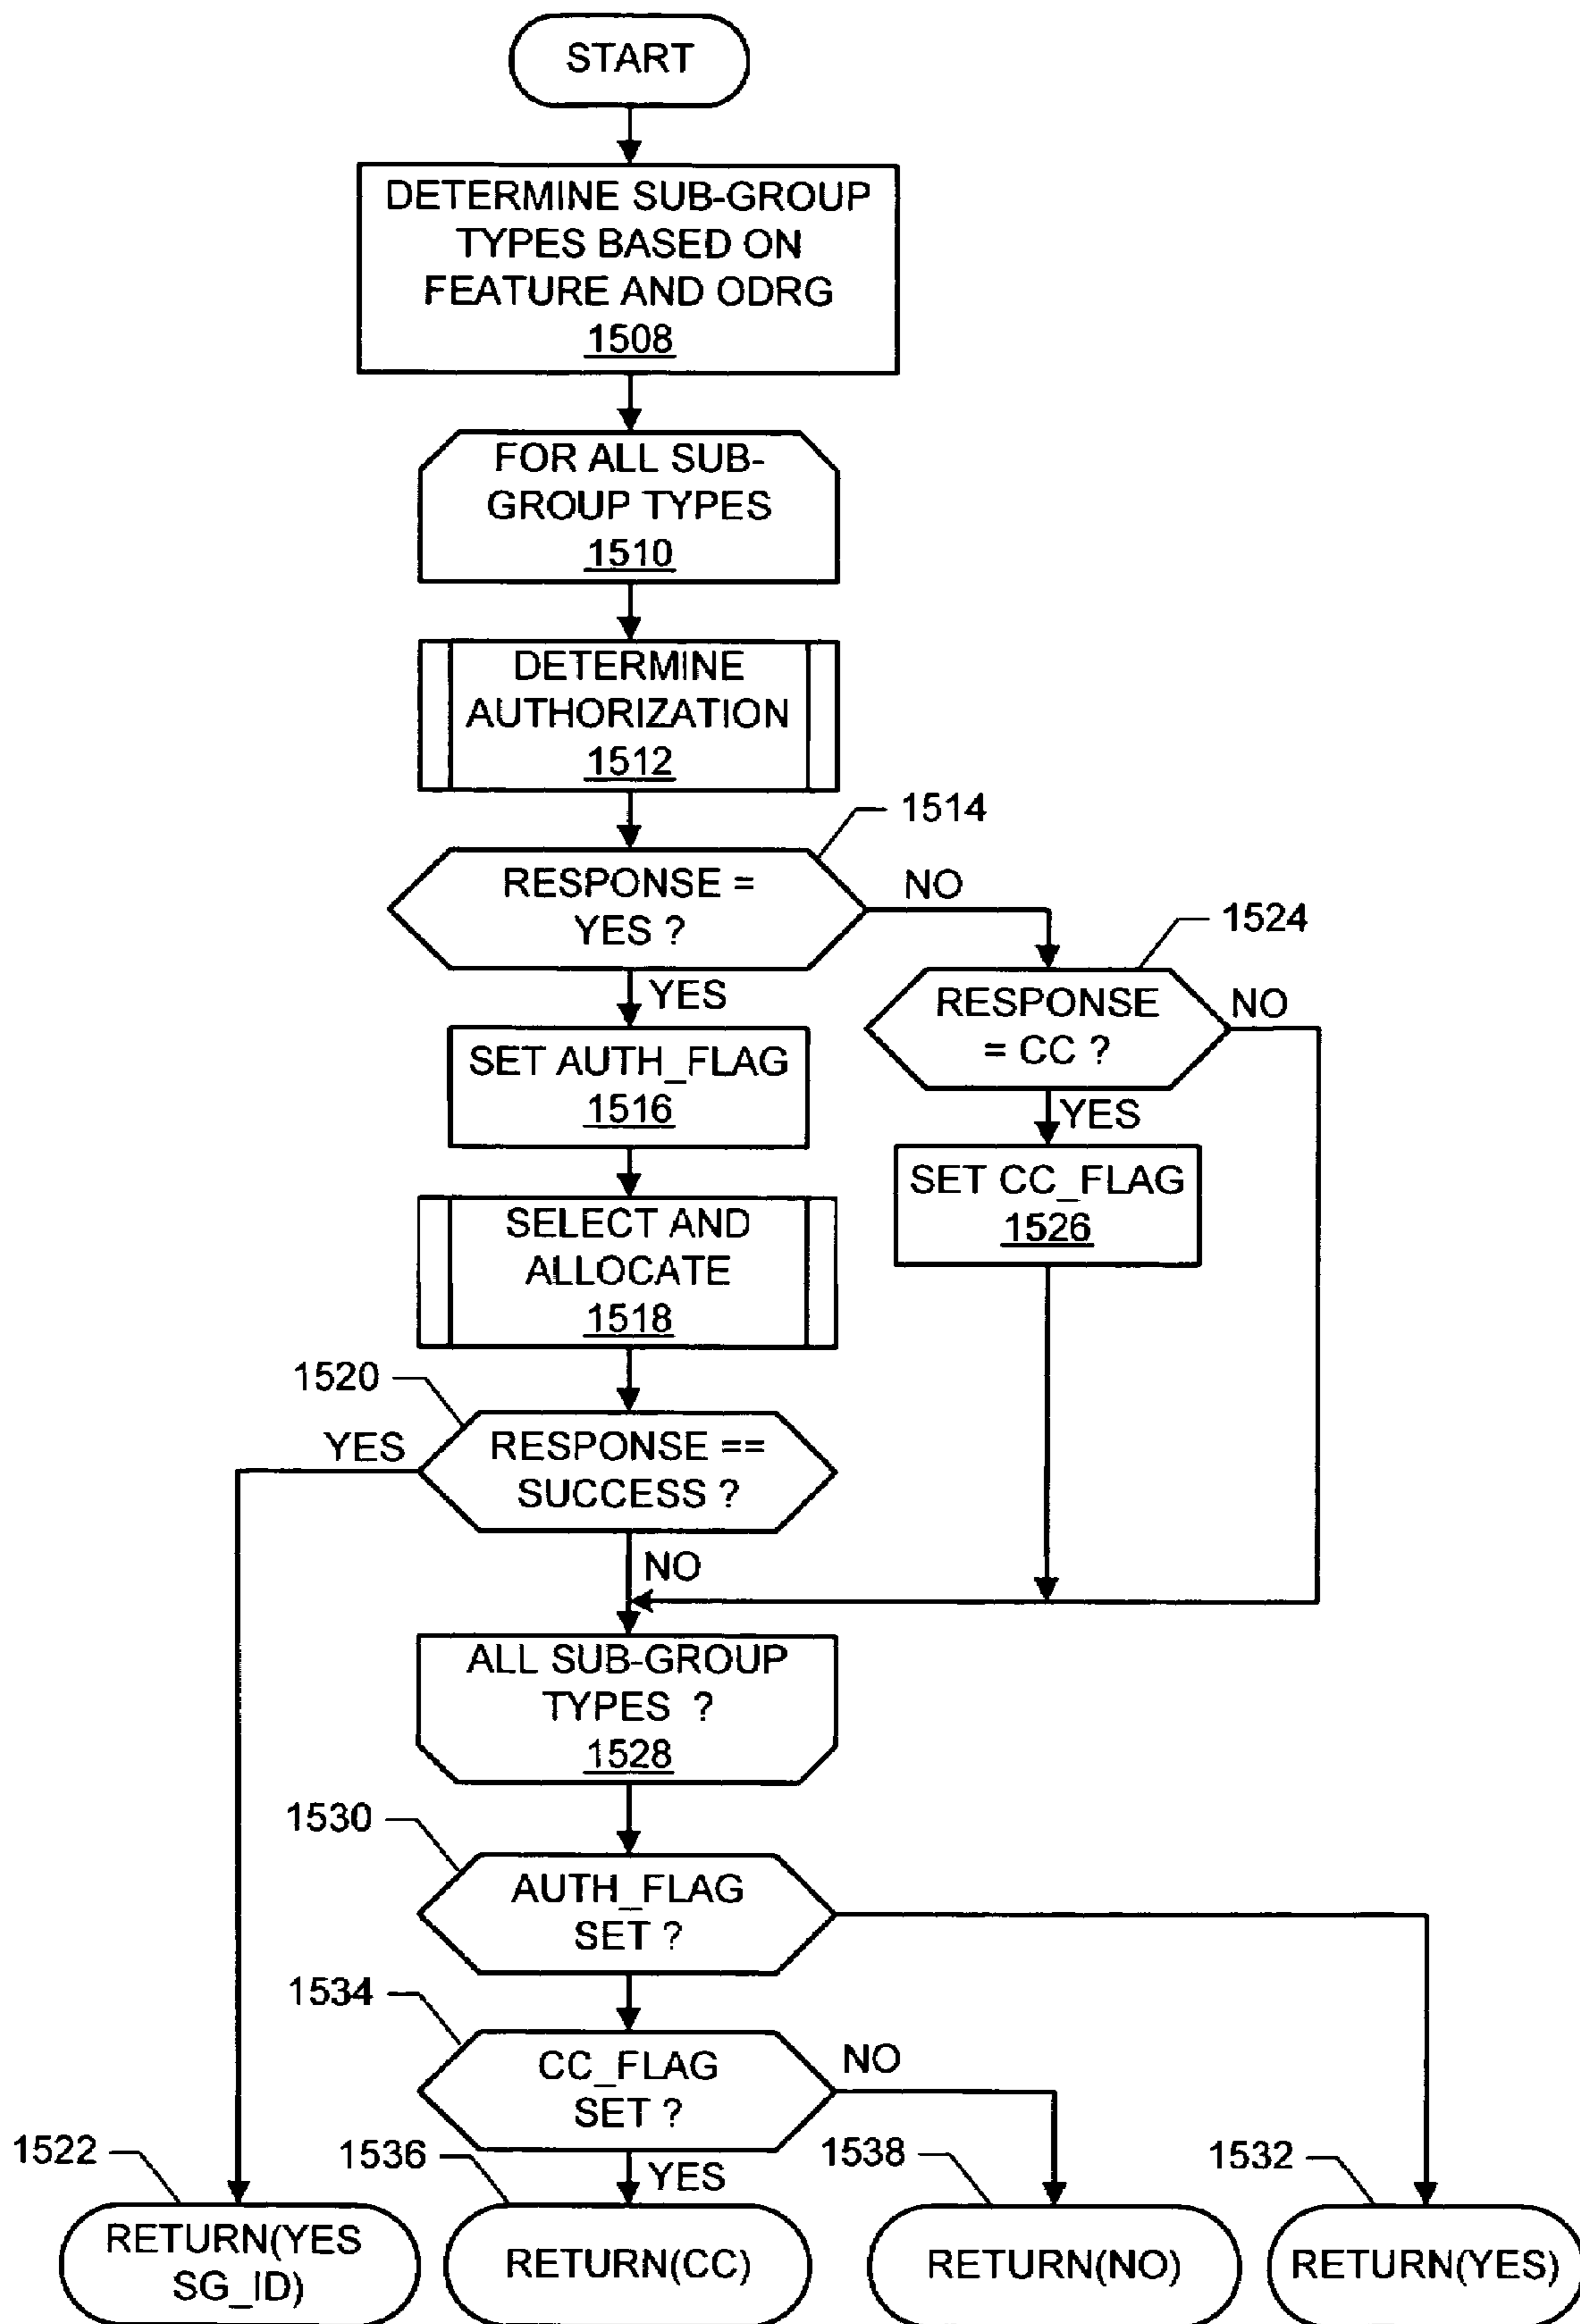 START
DETERMINE SUB-GROUP
TYPES BASED ON
FEATURE AND ODRG
1508
FOR ALL SUB-
GROUP TYPES
1510
DETERMINE
AUTHORIZATION
1512
1514
RESPONSE =
YES ?
NO
1524
YES
RESPONSE
= CC ?
NO
SET AUTH_FLAG
1516
YES
SET CC_FLAG
1526
SELECT AND
ALLOCATE
1518
1520
YES
RESPONSE ==
SUCCESS ?
NO
ALL SUB-GROUP
TYPES ?
1528
1530
AUTH_FLAG
SET ?
1534
CC_FLAG
SET ?
NO
YES
1522
1536
1538
1532
RETURN(YES
SG_ID)
RETURN(CC)
RETURN(NO)
RETURN(YES)